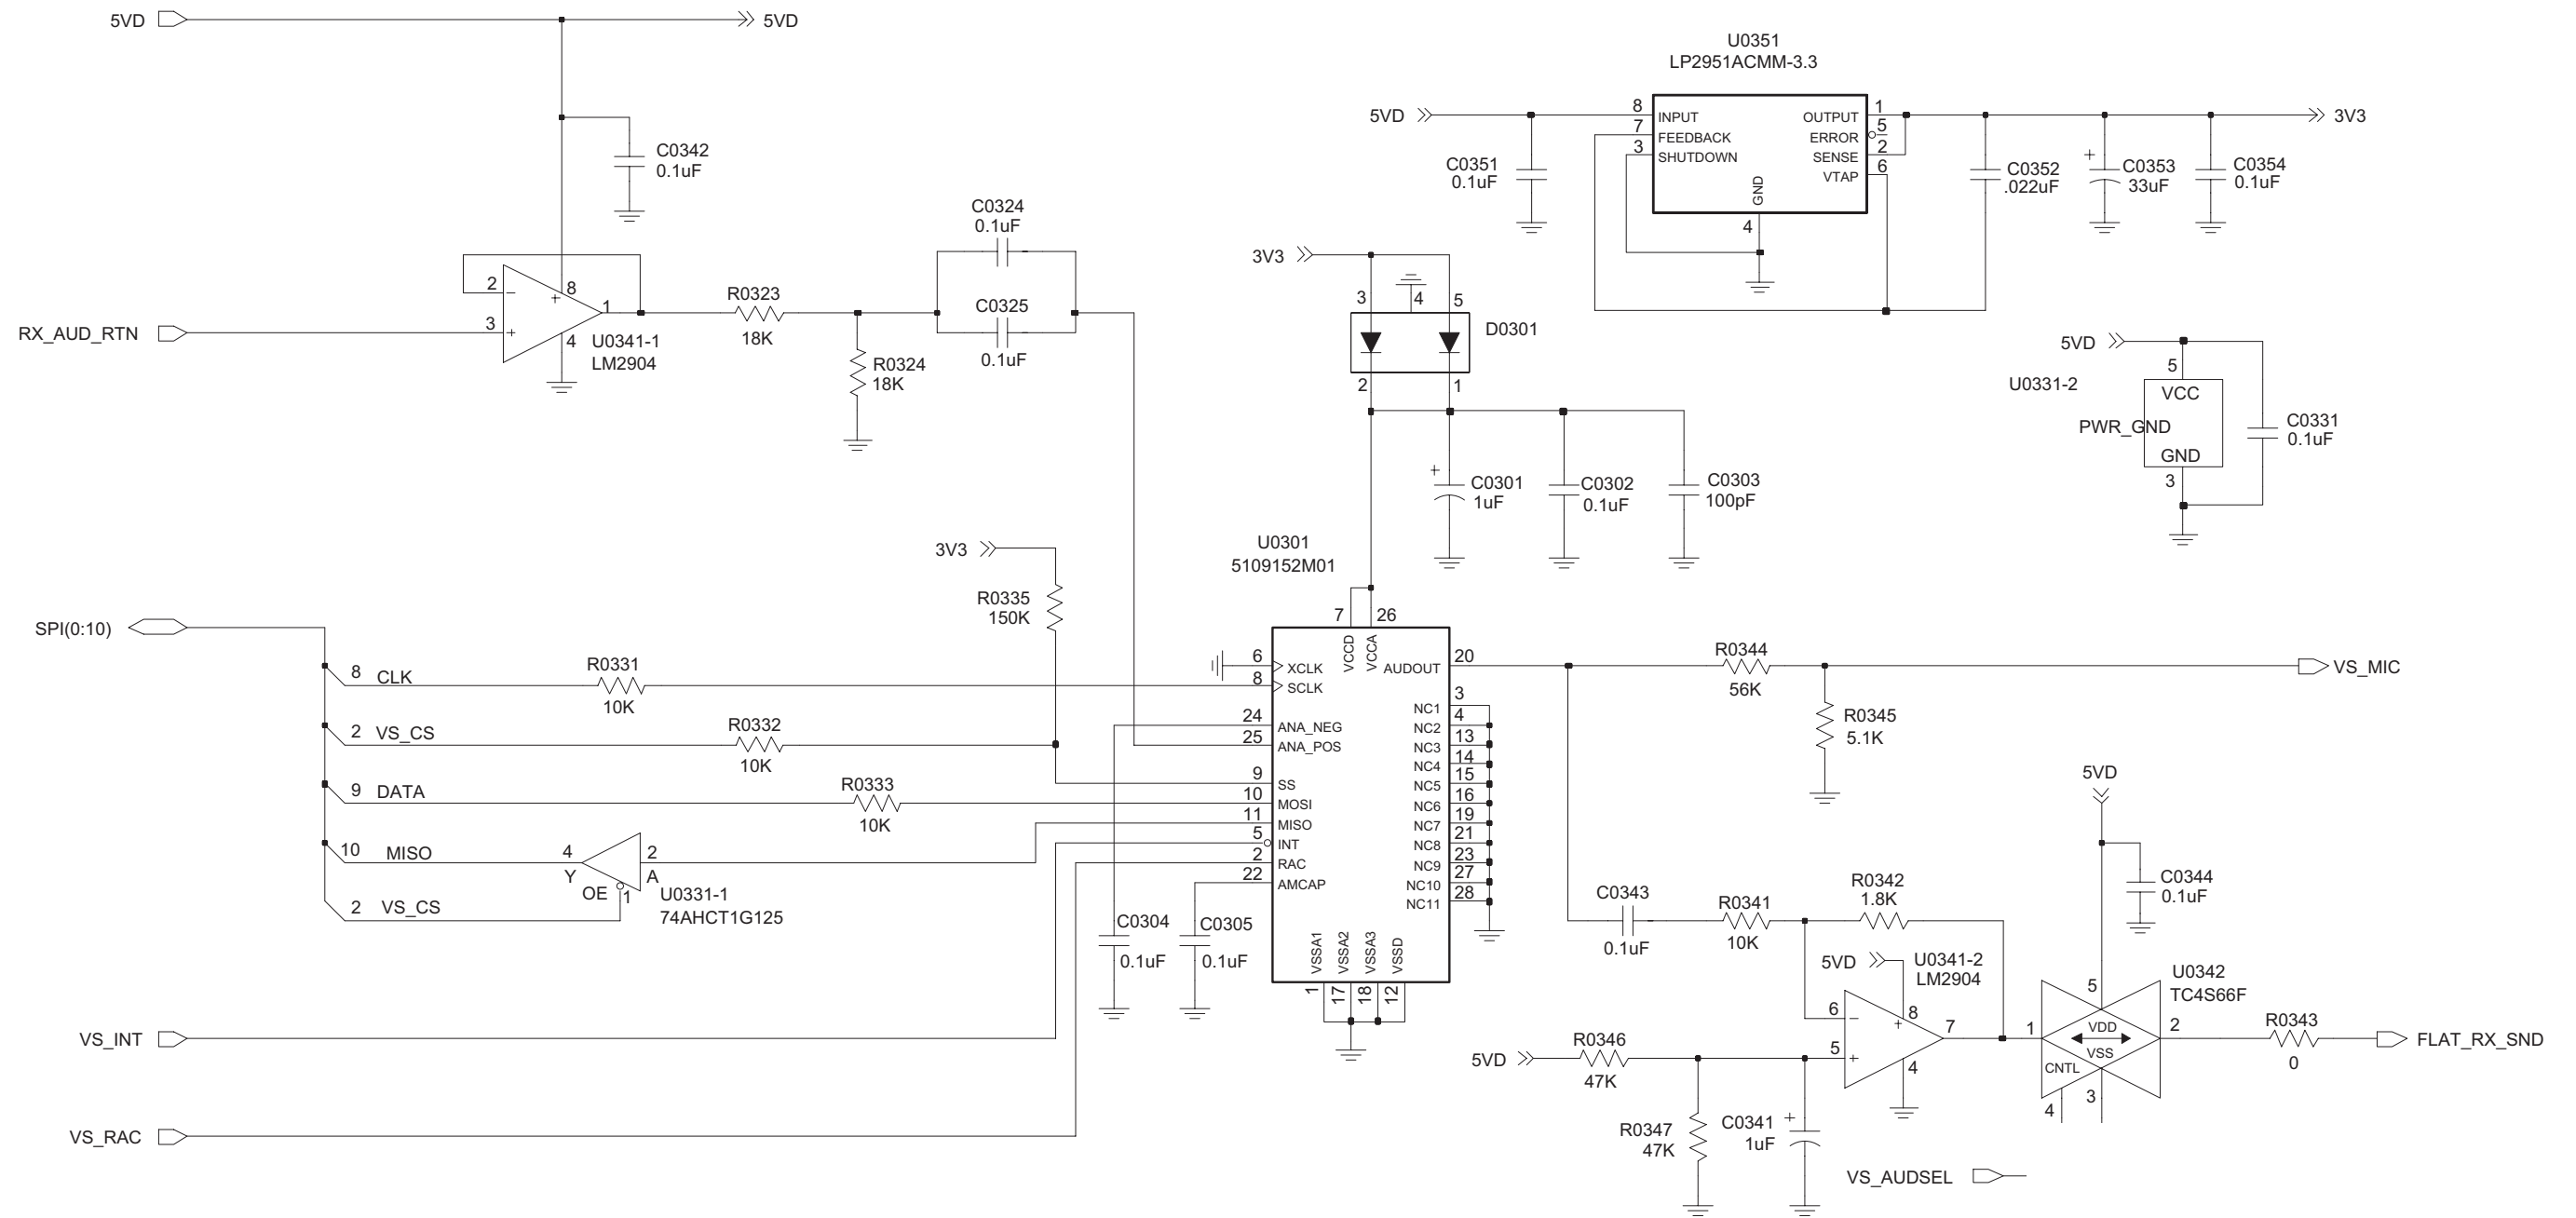 5VD
5VD
C0342
0.1uF
2
3
8
1
4
RX_AUD_RTN
U0341-1
LM2904
R0323
18K
R0324
18K
C0324
0.1uF
C0325
0.1uF
U0351
LP2951ACMM-3.3
5VD
8
7
3
INPUT
FEEDBACK
SHUTDOWN
OUTPUT
ERROR
SENSE
VTAP
GND
1
5
2
6
4
3V3
C0351
0.1uF
C0352
.022uF
C0353
33uF
C0354
0.1uF
3V3
3
4
5
D0301
2
1
5VD
5
U0331-2
VCC
PWR_GND
GND
3
C0331
0.1uF
C0301
1uF
C0302
0.1uF
C0303
100pF
3V3
R0335
150K
U0301
5109152M01
7
26
VCCD
VCCA
SPI(0:10)
8 CLK
R0331
10K
2 VS_CS
R0332
10K
9 DATA
R0333
10K
10 MISO
4
Y
2
A
OE
1
2 VS_CS
U0331-1
74AHCT1G125
6 XCLK
8 SCLK
24 ANA_NEG
25 ANA_POS
9 SS
10 MOSI
11 MISO
5 INT
2 RAC
22 AMCAP
AUDOUT 20
NC1 3
NC2 4
NC3 13
NC4 14
NC5 15
NC6 16
NC7 19
NC8 21
NC9 23
NC10 27
NC11 28
VSSA1
VSSA2
VSSA3
VSSD
1
17
18
12
C0304
0.1uF
C0305
0.1uF
VS_INT
VS_RAC
R0344
56K
VS_MIC
R0345
5.1K
5VD
C0344
0.1uF
C0343
0.1uF
R0341
10K
R0342
1.8K
5VD
U0341-2
LM2904
6
5
8
7
4
5VD
R0346
47K
R0347
47K
C0341
1uF
1
5
VDD
VSS
CNTL
4
3
2
U0342
TC4S66F
R0343
0
FLAT_RX_SND
VS_AUDSEL